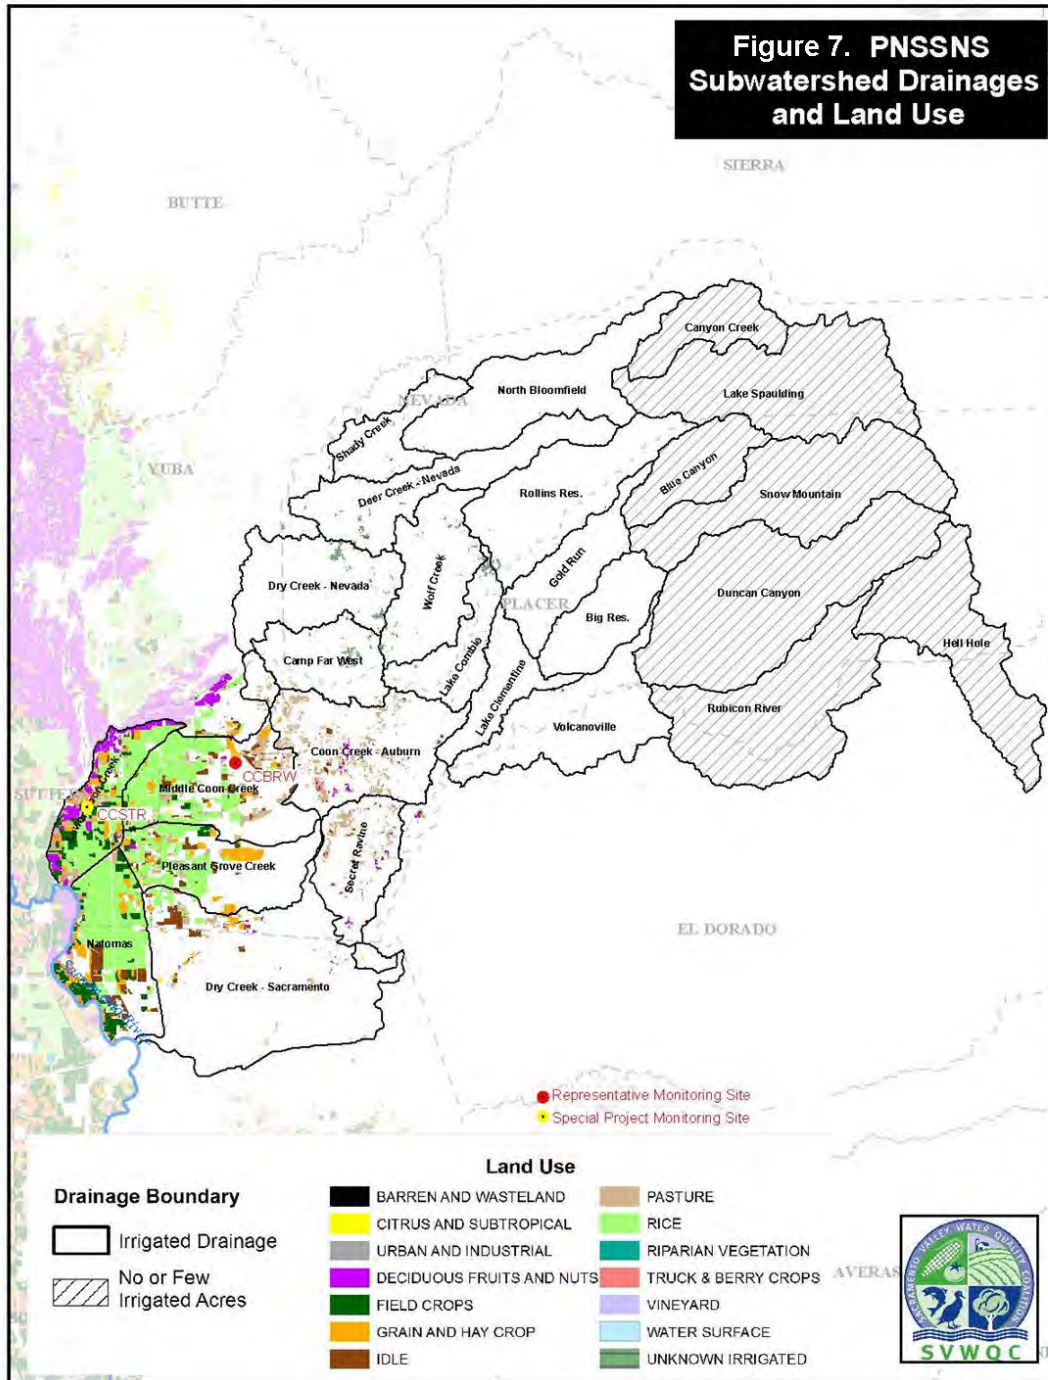 Figure 7. PNSSNS
Subwatershed Drainages
and Land Use
SIERRA
BUTTE
Canyon Creek
North Bloomfield
Lake Spaulding
NEVADA
Shady Creek
YUBA
Deer Creek - Nevada
Blue Canyon
Rollins Res.
Snow Mountain
Gold Run
Dry Creek - Nevada
Wolf Creek
Duncan Canyon
PLACER
Big Res.
Hell Hole
Camp Far West
Lake Combie
Lake Clementine
Rubicon River
Volcanoville
Coon Creek - Auburn
CCBRW
Middle Coon Creek
SUTTER
CCSTR
Secret Ravine
Pleasant Grove Creek
EL DORADO
Natomas
Dry Creek - Sacramento
Representative Monitoring Site
Special Project Monitoring Site
Land Use
Drainage Boundary
Irrigated Drainage
No or Few
Irrigated Acres
BARREN AND WASTELAND
CITRUS AND SUBTROPICAL
URBAN AND INDUSTRIAL
DECIDUOUS FRUITS AND NUTS
FIELD CROPS
GRAIN AND HAY CROP
IDLE
PASTURE
RICE
RIPARIAN VEGETATION
TRUCK & BERRY CROPS
VINEYARD
WATER SURFACE
UNKNOWN IRRIGATED
AVERAS
SACRAMENTO VALLEY WATER QUALITY COALITION
SVWQC